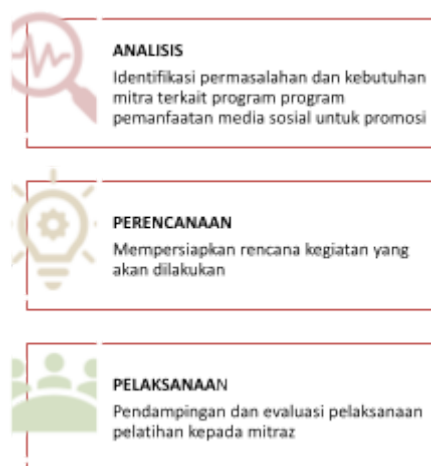 ANALISIS
Identifikasi permasalahan dan kebutuhan
mitra terkait program program
pemanfaatan media sosial untuk promosi
PERENCANAAN
Mempersiapkan rencana kegiatan yang
akan dilakukan
PELAKSANAAN
Pendampingan dan evaluasi pelaksanaan
pelatihan kepada mitraz